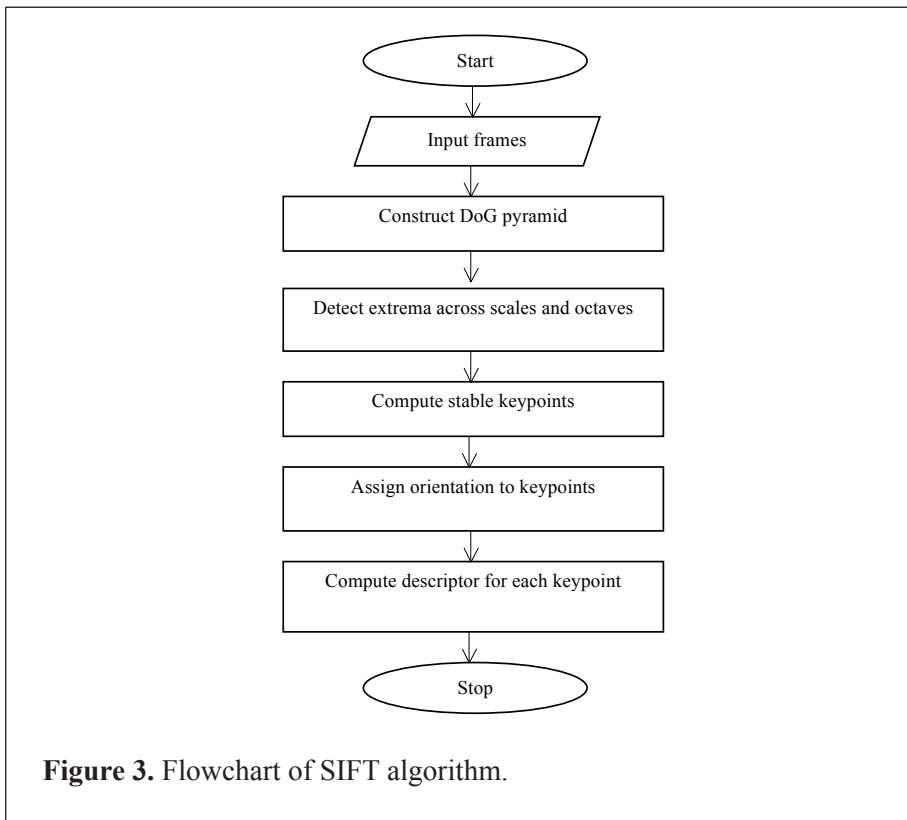 Start
Input frames
Construct DoG pyramid
Detect extrema across scales and octaves
Compute stable keypoints
Assign orientation to keypoints
Compute descriptor for each keypoint
Stop
Figure 3. Flowchart of SIFT algorithm.